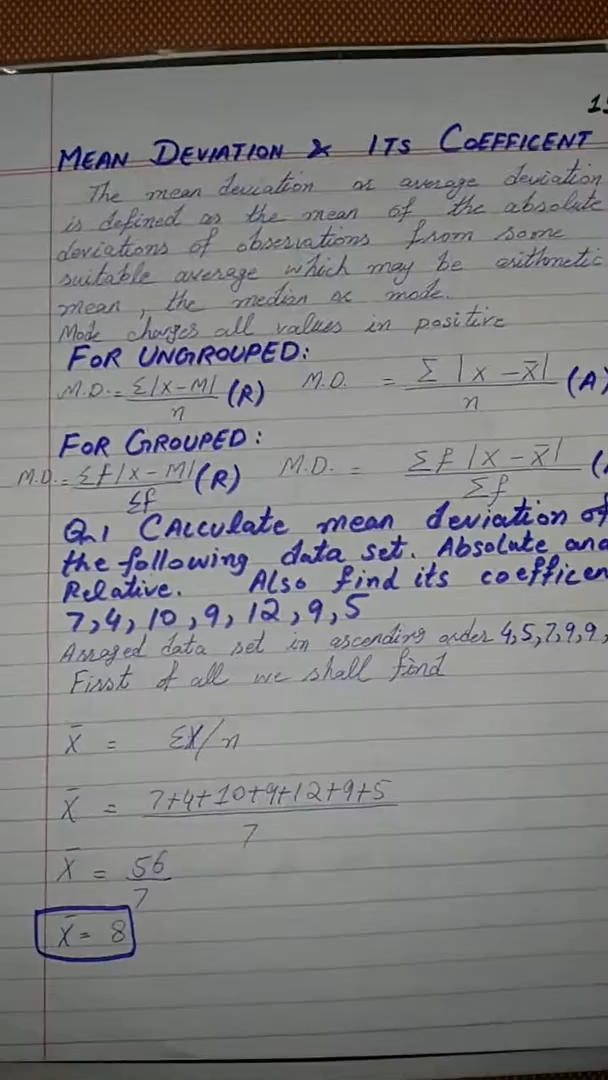 MEAN DEVIATION & ITS COEFFICENT
The mean deviation or average deviation
is defined as the mean of the absolute
deviations of observations from some
suitable average which may be arithmetic
mean, the median or mode.
Mode changes all values in positive
FOR UNGROUPED:
M.D. = Σ|X-M|/n (R) M.D. = Σ|X-X̄|/n (A)
FOR GROUPED:
M.D. = Σf|X-M|/Σf (R) M.D. = Σf|X-X̄|/Σf
Q.1 CALCULATE mean deviation of
the following data set. Absolute and
Relative. Also find its coefficen
7,4,10,9,12,9,5
Arraged data set in ascending order 4,5,7,9,9,
First of all we shall find
X̄ = ΣX/n
X̄ = 7+4+10+9+12+9+5/7
X̄ = 56/7
X̄ = 8